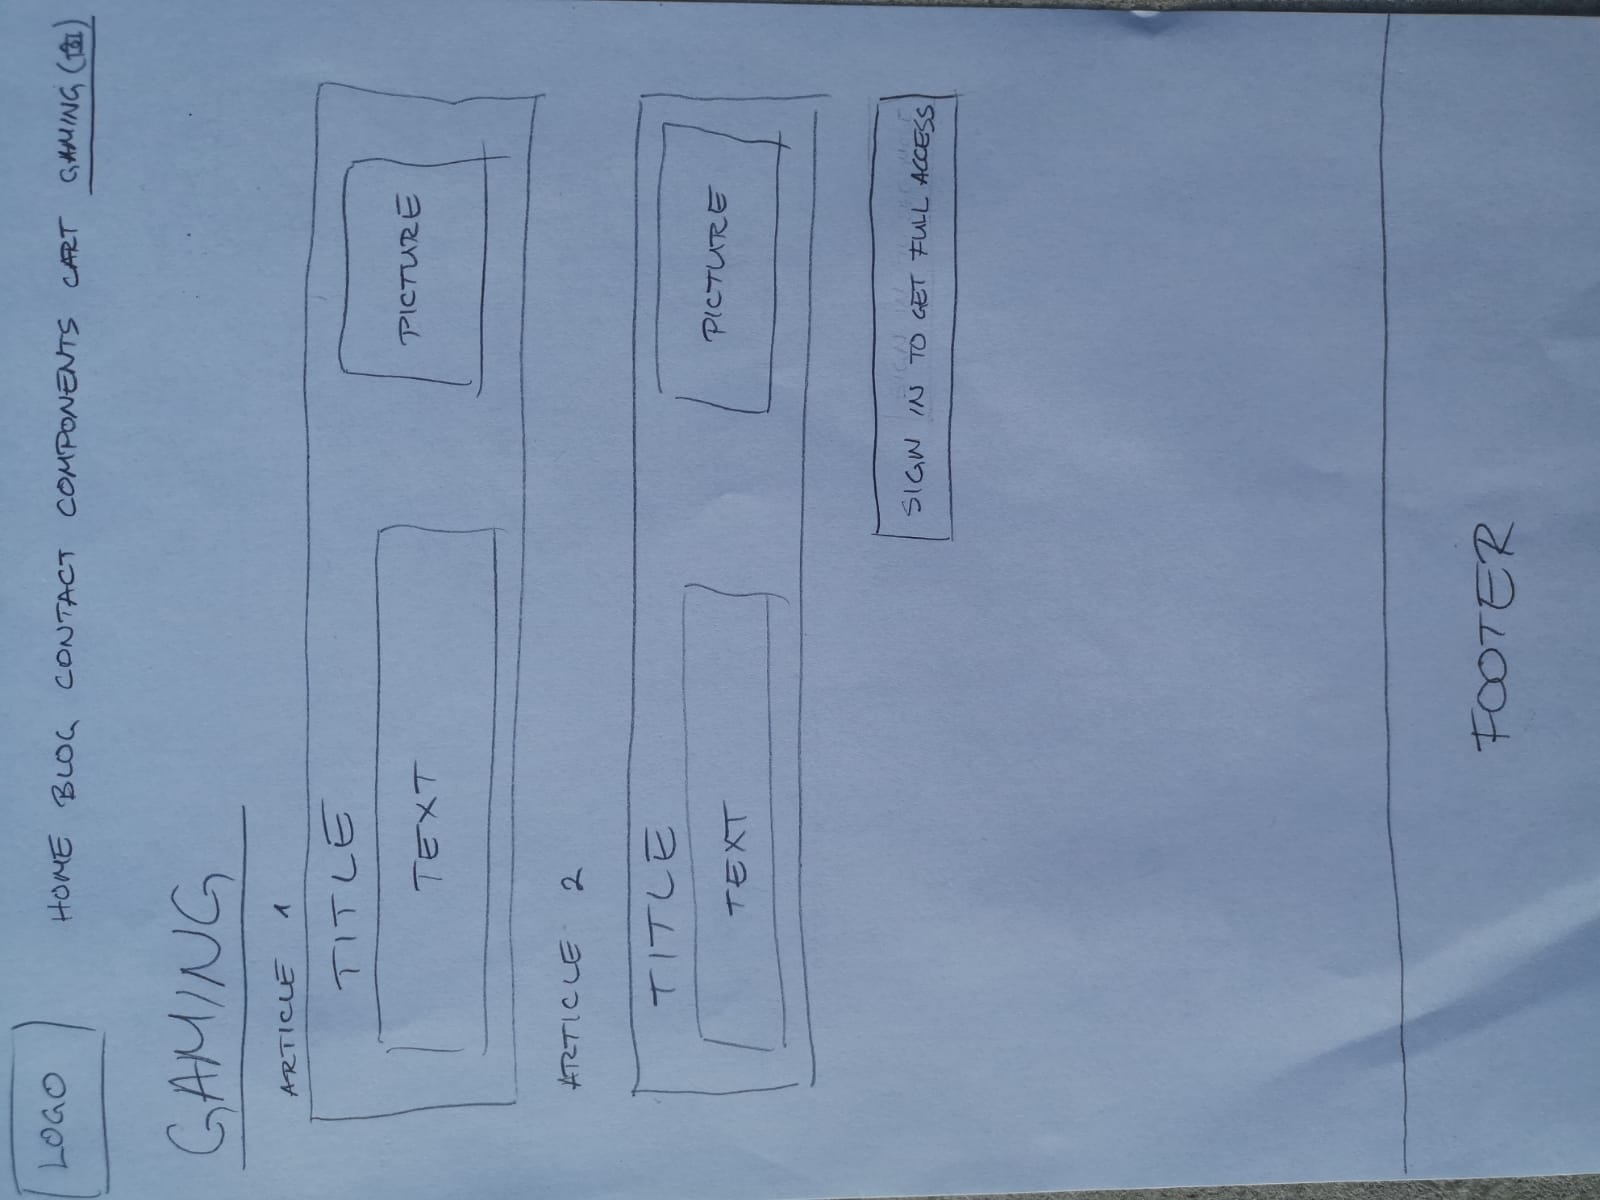 LOGO
HOME BLOG CONTACT COMPONENTS CART GAMING
GAMING
ARTICLE 1
TITLE
TEXT
PICTURE
ARTICLE 2
TITLE
TEXT
PICTURE
SIGN IN TO GET FULL ACCESS
FOOTER